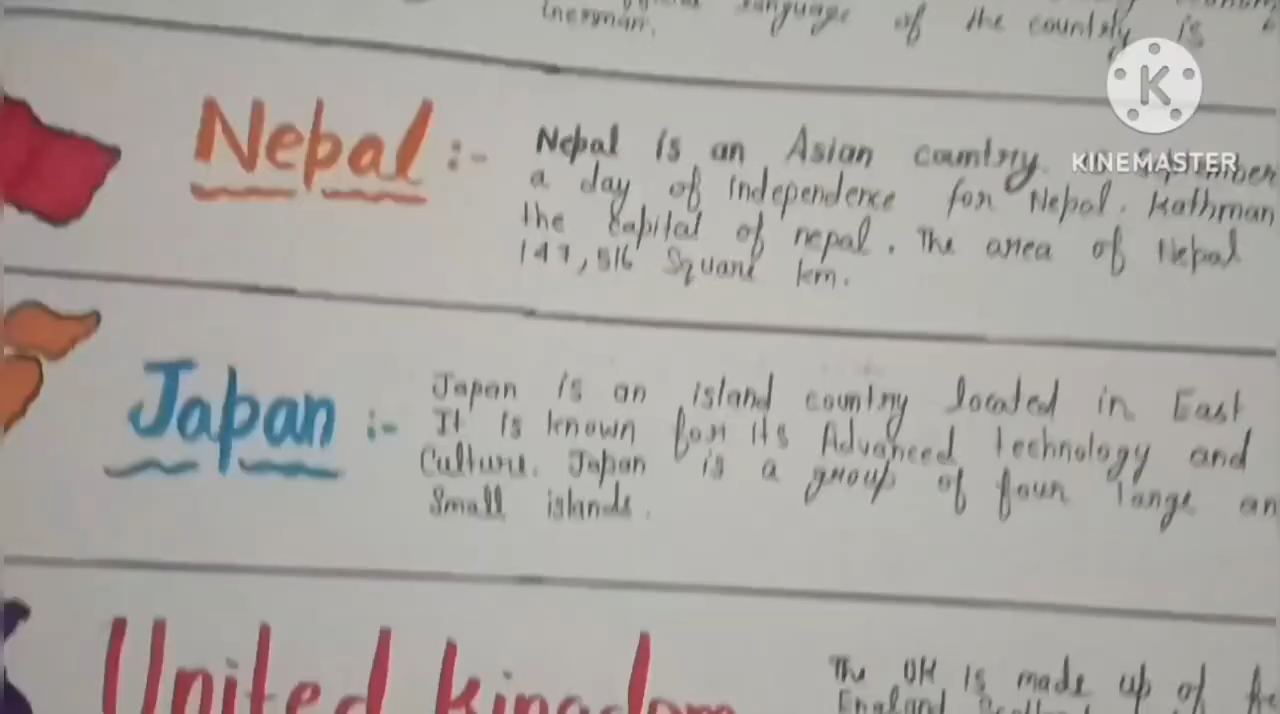 language of the country is
Nepal :-
Nepal is an Asian country.
a day of independence for Nepal. Kathman
the capital of nepal. The area of Nepal
147,516 Square km.
Japan :-
Japan is an island country located in East
It is known for its Advanced technology and
Culture. Japan is a group of four large an
Small islands.
United kingdom
The UK is made up of
England
K
KINEMASTER